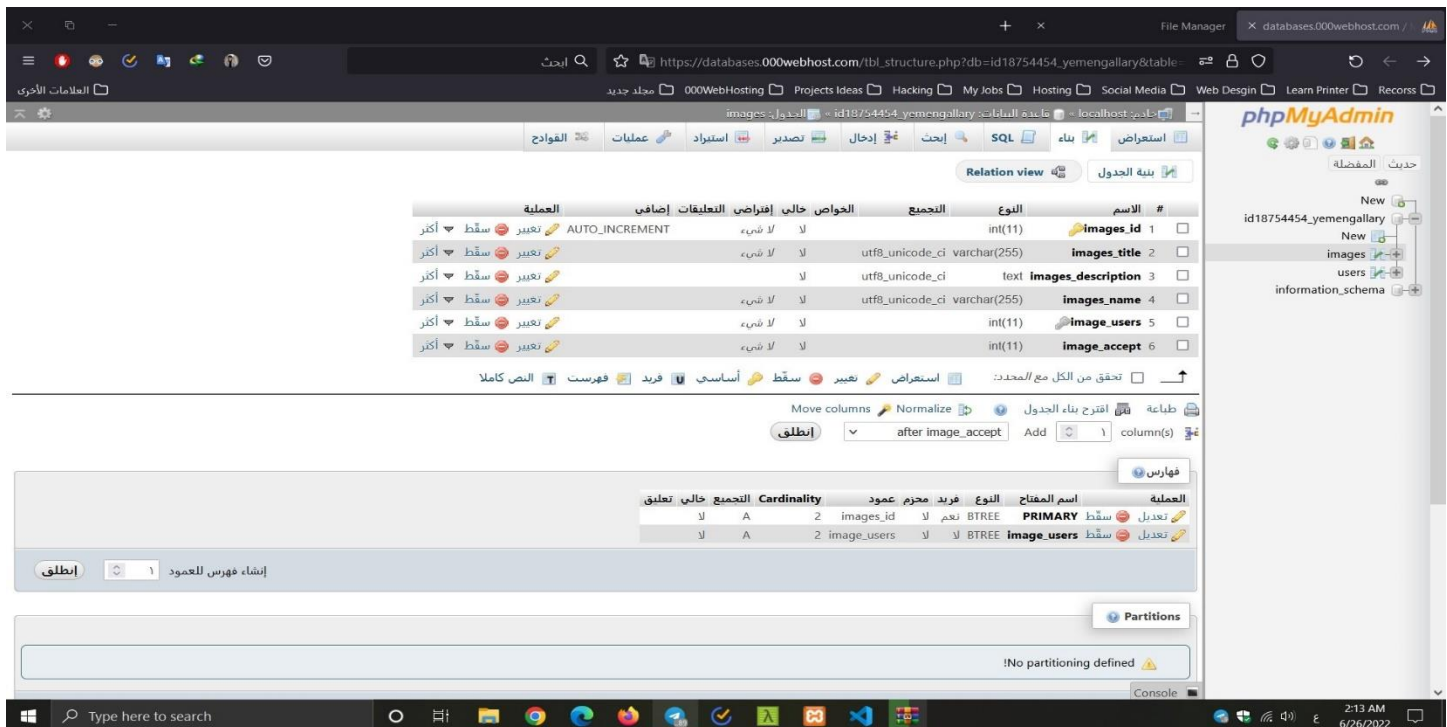 File Manager
databases.000webhost.com /
ابحث
https://databases.000webhost.com/tbl_structure.php?db=id18754454_yemengallary&table=
Recorss
Learn Printer
Web Desgin
Social Media
Hosting
My Jobs
Hacking
Projects Ideas
000WebHosting
مجلد جديد
العلامات الأخرى
phpMyAdmin
حديث المفضلة
New
id18754454_yemengallary
New
images
users
information_schema
خادم: localhost » قاعدة البيانات: id18754454_yemengallary » الجدول: images
استعراض بناء SQL إبحث إدخال تصدير استيراد عمليات القوادح
بنية الجدول Relation view
# الاسم النوع التجميع الخواص خالي إفتراضي التعليقات إضافي العملية
1 images_id int(11) لا لا شيء AUTO_INCREMENT تغيير سقّط أكثر
2 images_title varchar(255) utf8_unicode_ci لا لا شيء تغيير سقّط أكثر
3 images_description text utf8_unicode_ci لا تغيير سقّط أكثر
4 images_name varchar(255) utf8_unicode_ci لا لا شيء تغيير سقّط أكثر
5 image_users int(11) لا لا شيء تغيير سقّط أكثر
6 image_accept int(11) لا لا شيء تغيير سقّط أكثر
تحقق من الكل مع المحدد: استعراض تغيير سقّط أساسي فريد فهرست النص كاملا
طباعة اقترح بناء الجدول Normalize Move columns
column(s) ١ Add after image_accept إنطلق
فهارس
العملية اسم المفتاح النوع فريد محزم عمود Cardinality التجميع خالي تعليق
تعديل سقّط PRIMARY BTREE نعم لا images_id 2 A لا
تعديل سقّط image_users BTREE لا لا image_users 2 A لا
إنشاء فهرس للعمود ١ إنطلق
Partitions
No partitioning defined!
Console
Type here to search
ع
2:13 AM
6/26/2022